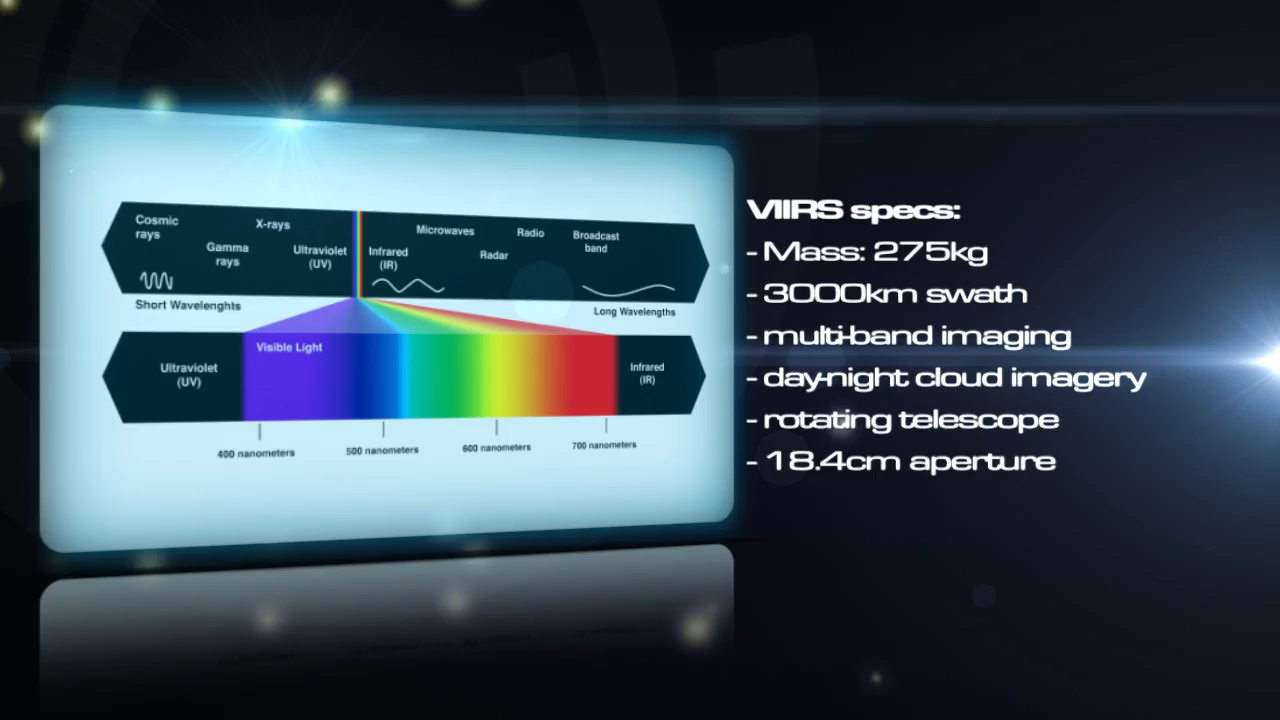 Cosmic
rays
X-rays
Gamma
rays
Ultraviolet
(UV)
Infrared
(IR)
Microwaves
Radio
Radar
Broadcast
band
Short Wavelenghts
Long Wavelengths
Ultraviolet
(UV)
Visible Light
Infrared
(IR)
400 nanometers
500 nanometers
600 nanometers
700 nanometers
VIIRS specs:
- Mass: 275kg
- 3000km swath
- multi-band imaging
- day-night cloud imagery
- rotating telescope
- 18.4cm aperture